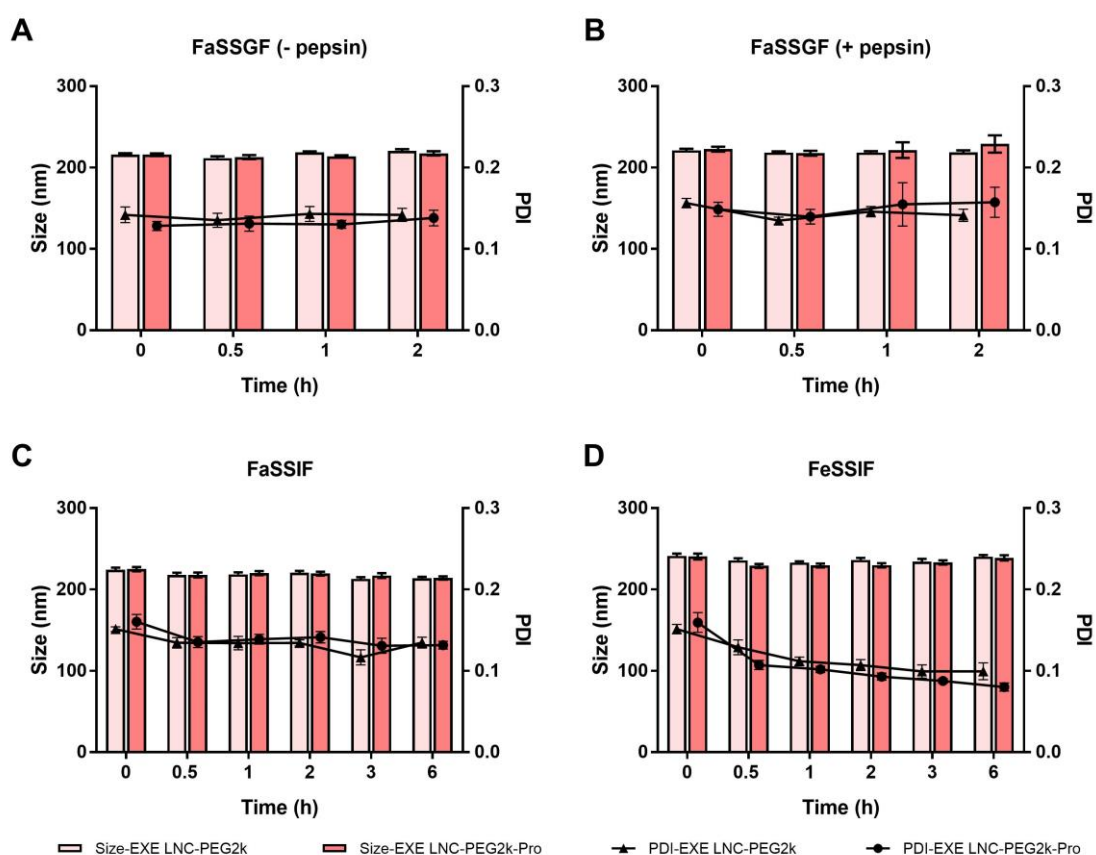 A
FaSSGF (- pepsin)
300
200
100
0
Size (nm)
0.3
0.2
0.1
0.0
PDI
0 0.5 1 2
Time (h)
B
FaSSGF (+ pepsin)
300
200
100
0
Size (nm)
0.3
0.2
0.1
0.0
PDI
0 0.5 1 2
Time (h)
C
FaSSIF
300
200
100
0
Size (nm)
0.3
0.2
0.1
0.0
PDI
0 0.5 1 2 3 6
Time (h)
D
FeSSIF
300
200
100
0
Size (nm)
0.3
0.2
0.1
0.0
PDI
0 0.5 1 2 3 6
Time (h)
Size-EXE LNC-PEG2k Size-EXE LNC-PEG2k-Pro PDI-EXE LNC-PEG2k PDI-EXE LNC-PEG2k-Pro